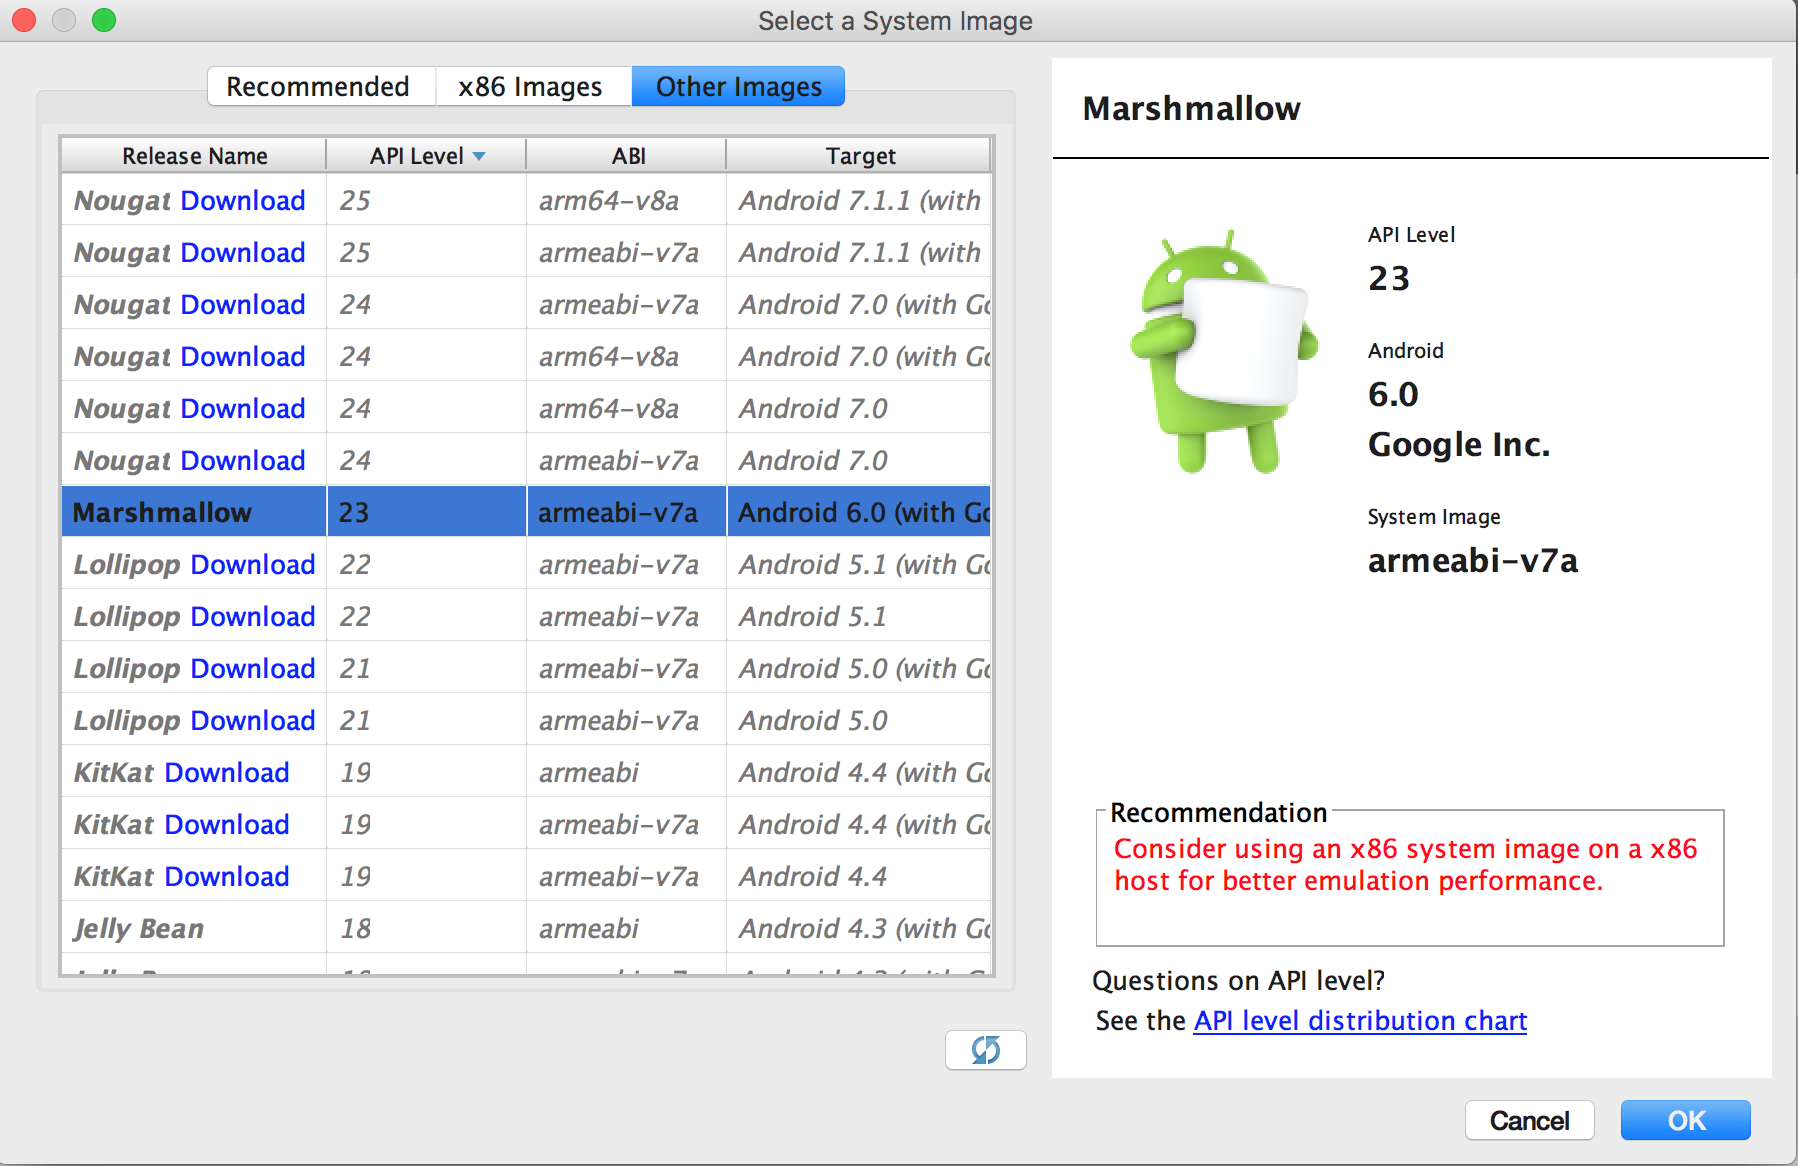 Select a System Image
Recommended x86 Images Other Images
Release Name API Level ABI Target
Nougat Download 25 arm64-v8a Android 7.1.1 (with
Nougat Download 25 armeabi-v7a Android 7.1.1 (with
Nougat Download 24 armeabi-v7a Android 7.0 (with Go
Nougat Download 24 arm64-v8a Android 7.0 (with Go
Nougat Download 24 arm64-v8a Android 7.0
Nougat Download 24 armeabi-v7a Android 7.0
Marshmallow 23 armeabi-v7a Android 6.0 (with Go
Lollipop Download 22 armeabi-v7a Android 5.1 (with Go
Lollipop Download 22 armeabi-v7a Android 5.1
Lollipop Download 21 armeabi-v7a Android 5.0 (with Go
Lollipop Download 21 armeabi-v7a Android 5.0
KitKat Download 19 armeabi Android 4.4 (with Go
KitKat Download 19 armeabi-v7a Android 4.4 (with Go
KitKat Download 19 armeabi-v7a Android 4.4
Jelly Bean 18 armeabi Android 4.3 (with Go
Marshmallow
API Level
23
Android
6.0
Google Inc.
System Image
armeabi-v7a
Recommendation
Consider using an x86 system image on a x86
host for better emulation performance.
Questions on API level?
See the API level distribution chart
Cancel OK